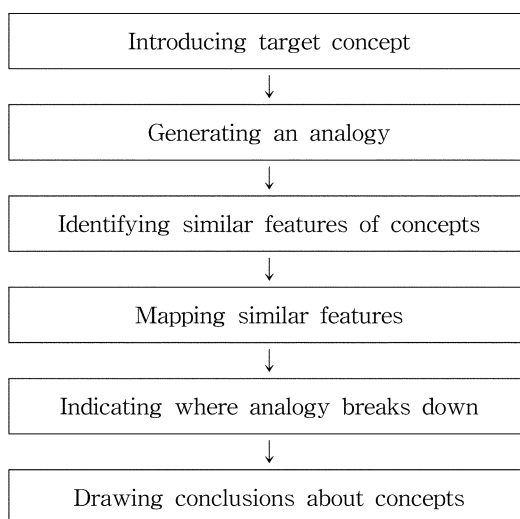 Introducing target concept
↓
Generating an analogy
↓
Identifying similar features of concepts
↓
Mapping similar features
↓
Indicating where analogy breaks down
↓
Drawing conclusions about concepts